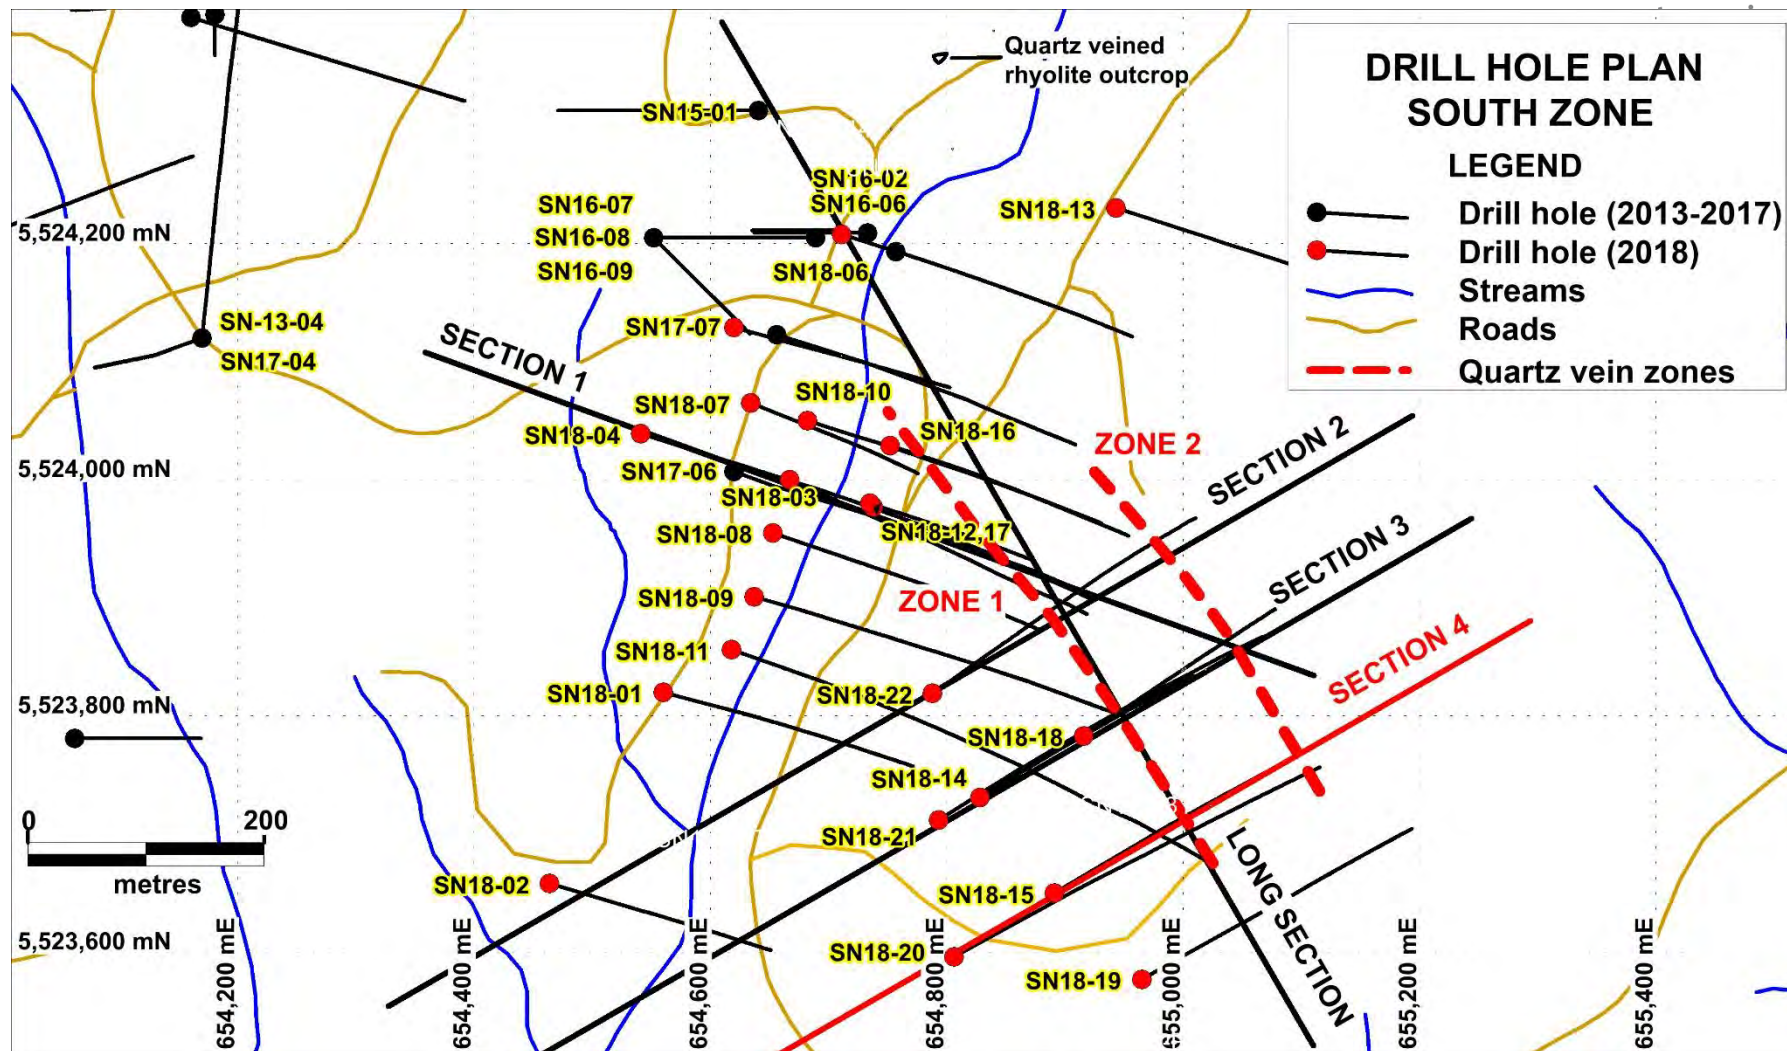 Quartz veined
rhyolite outcrop
DRILL HOLE PLAN
SOUTH ZONE
LEGEND
Drill hole (2013-2017)
Drill hole (2018)
Streams
Roads
Quartz vein zones
SN15-01
SN16-02
SN16-07
SN16-06
SN18-13
5,524,200 mN
SN16-08
SN16-09
SN18-06
SN-13-04
SN17-07
SN17-04
SECTION 1
SN18-10
SN18-07
SN18-04
SN18-16
ZONE 2
SECTION 2
5,524,000 mN
SN17-06
SN18-03
SN18-08
SN18-12,17
SECTION 3
SN18-09
ZONE 1
SN18-11
SECTION 4
SN18-01
SN18-22
5,523,800 mN
SN18-18
SN18-14
0
200
SN18-21
metres
SN18-02
SN18-15
LONG SECTION
5,523,600 mN
SN18-20
SN18-19
654,200 mE
654,400 mE
654,600 mE
654,800 mE
655,000 mE
655,200 mE
655,400 mE